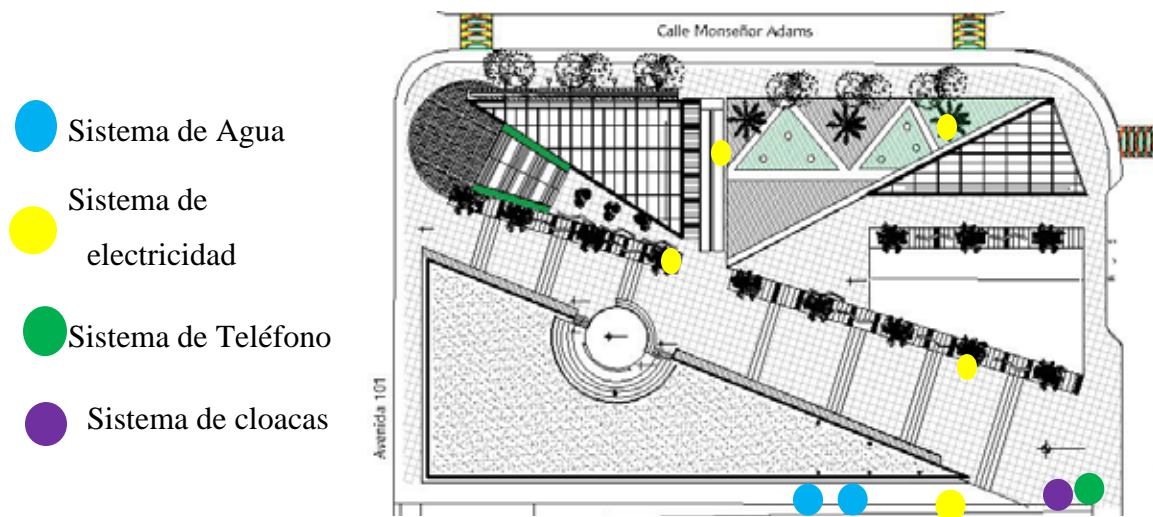 Calle Monseñor Adams
Sistema de Agua
Sistema de
electricidad
Sistema de Teléfono
Sistema de cloacas
Avenida 101